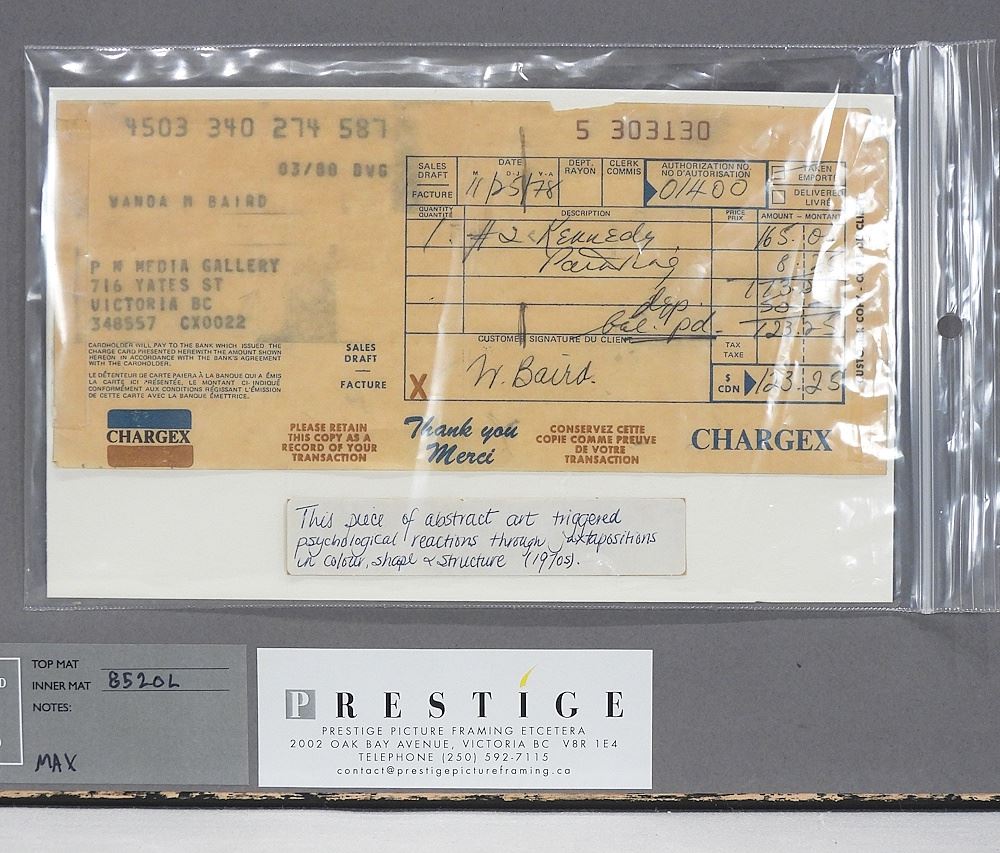 4503 340 274 587
5 303130
03/80 BVG
WANDA M BAIRD
P M MEDIA GALLERY
716 YATES ST
VICTORIA BC
348557 CX0022
SALES DRAFT
FACTURE
DATE
M D-J Y-A
11/25/78
DEPT. RAYON
CLERK COMMIS
AUTHORIZATION NO.
N° D'AUTORISATION
01400
TAKEN
EMPORTÉ
DELIVERED
LIVRÉ
QUANTITY
QUANTITÉ
DESCRIPTION
PRICE
PRIX
AMOUNT - MONTANT
1. #2 Kennedy 165.
Painting 8
173
dep. 50
bal. pd. 123.25
CUSTOMER SIGNATURE DU CLIENT
TAX
TAXE
X W. Baird.
$ CDN 123.25
CARDHOLDER WILL PAY TO THE BANK WHICH ISSUED THE
CHARGE CARD PRESENTED HEREWITH THE AMOUNT SHOWN
HEREON IN ACCORDANCE WITH THE BANK'S AGREEMENT
WITH THE CARDHOLDER.
LE DÉTENTEUR DE CARTE PAIERA À LA BANQUE QUI A ÉMIS
LA CARTE ICI PRÉSENTÉE, LE MONTANT CI-INDIQUÉ
CONFORMÉMENT AUX CONDITIONS RÉGISSANT L'ÉMISSION
DE CETTE CARTE AVEC LA BANQUE ÉMETTRICE.
SALES
DRAFT
FACTURE
CHARGEX
PLEASE RETAIN
THIS COPY AS A
RECORD OF YOUR
TRANSACTION
Thank you
Merci
CONSERVEZ CETTE
COPIE COMME PREUVE
DE VOTRE
TRANSACTION
CHARGEX
This piece of abstract art triggered
psychological reactions through juxtapositions
in colour, shape & structure (1970s).
TOP MAT
INNER MAT 8520L
NOTES:
MAX
P PRESTIGE
PRESTIGE PICTURE FRAMING ETCETERA
2002 OAK BAY AVENUE, VICTORIA BC V8R 1E4
TELEPHONE (250) 592-7115
contact@prestigepictureframing.ca